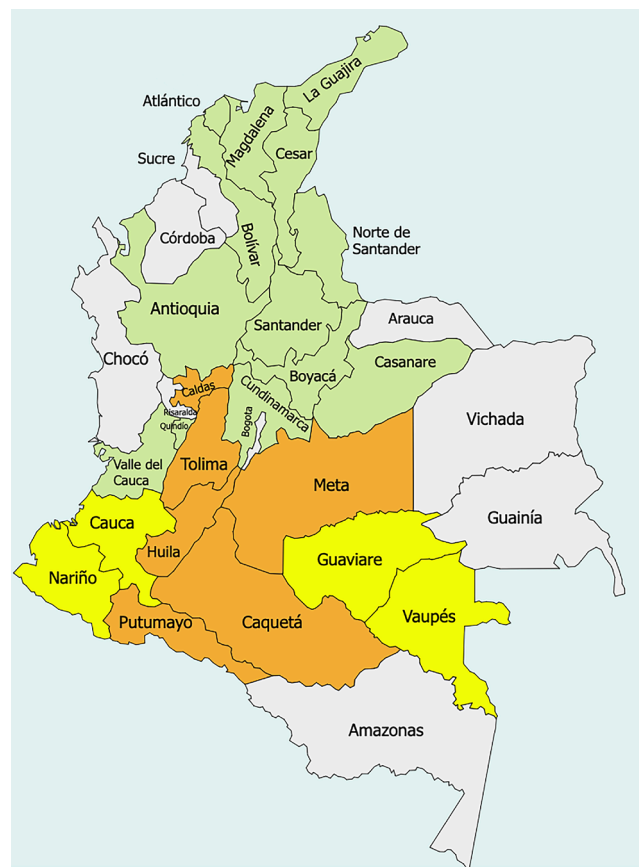 La Guajira
Atlántico
Magdalena
Cesar
Sucre
Norte de
Santander
Córdoba
Bolívar
Antioquia
Santander
Arauca
Chocó
Casanare
Boyacá
Caldas
Cundinamarca
Risaralda
Quindío
Bogota
Vichada
Valle del
Cauca
Tolima
Meta
Cauca
Guainía
Huila
Guaviare
Nariño
Putumayo
Caquetá
Vaupés
Amazonas